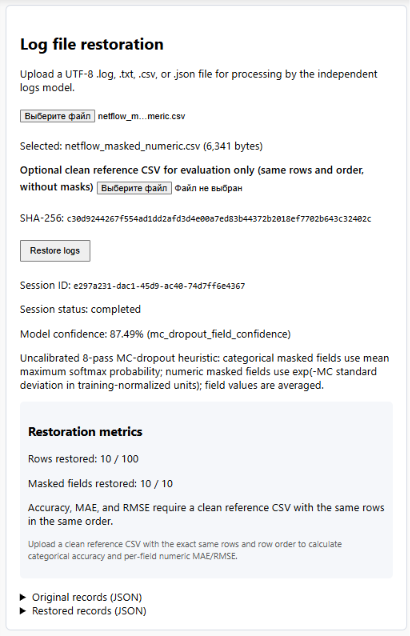 Log file restoration
Upload a UTF-8 .log, .txt, .csv, or .json file for processing by the independent
logs model.
Выберите файл netflow_m...meric.csv
Selected: netflow_masked_numeric.csv (6,341 bytes)
Optional clean reference CSV for evaluation only (same rows and order,
without masks) Выберите файл Файл не выбран
SHA-256: c30d9244267f554ad1dd2afd3d4e00a7ed83b44372b2018ef7702b643c32402c
Restore logs
Session ID: e297a231-dac1-45d9-ac40-74d7ff6e4367
Session status: completed
Model confidence: 87.49% (mc_dropout_field_confidence)
Uncalibrated 8-pass MC-dropout heuristic: categorical masked fields use mean
maximum softmax probability; numeric masked fields use exp(-MC standard
deviation in training-normalized units); field values are averaged.
Restoration metrics
Rows restored: 10 / 100
Masked fields restored: 10 / 10
Accuracy, MAE, and RMSE require a clean reference CSV with the same rows
in the same order.
Upload a clean reference CSV with the exact same rows and row order to calculate
categorical accuracy and per-field numeric MAE/RMSE.
Original records (JSON)
Restored records (JSON)